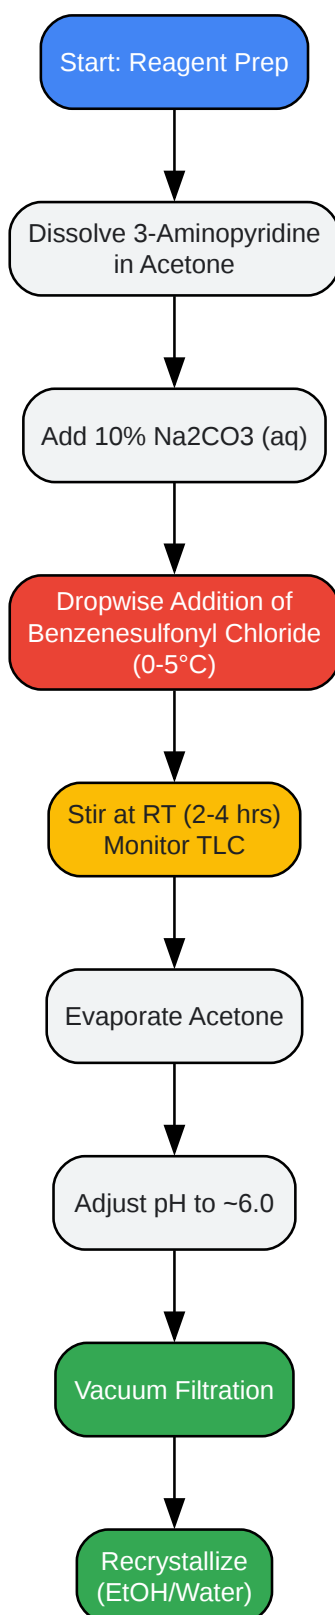 Start: Reagent Prep
Dissolve 3-Aminopyridine
in Acetone
Add 10% Na2CO3 (aq)
Dropwise Addition of
Benzenesulfonyl Chloride
(0-5°C)
Stir at RT (2-4 hrs)
Monitor TLC
Evaporate Acetone
Adjust pH to ~6.0
Vacuum Filtration
Recrystallize
(EtOH/Water)